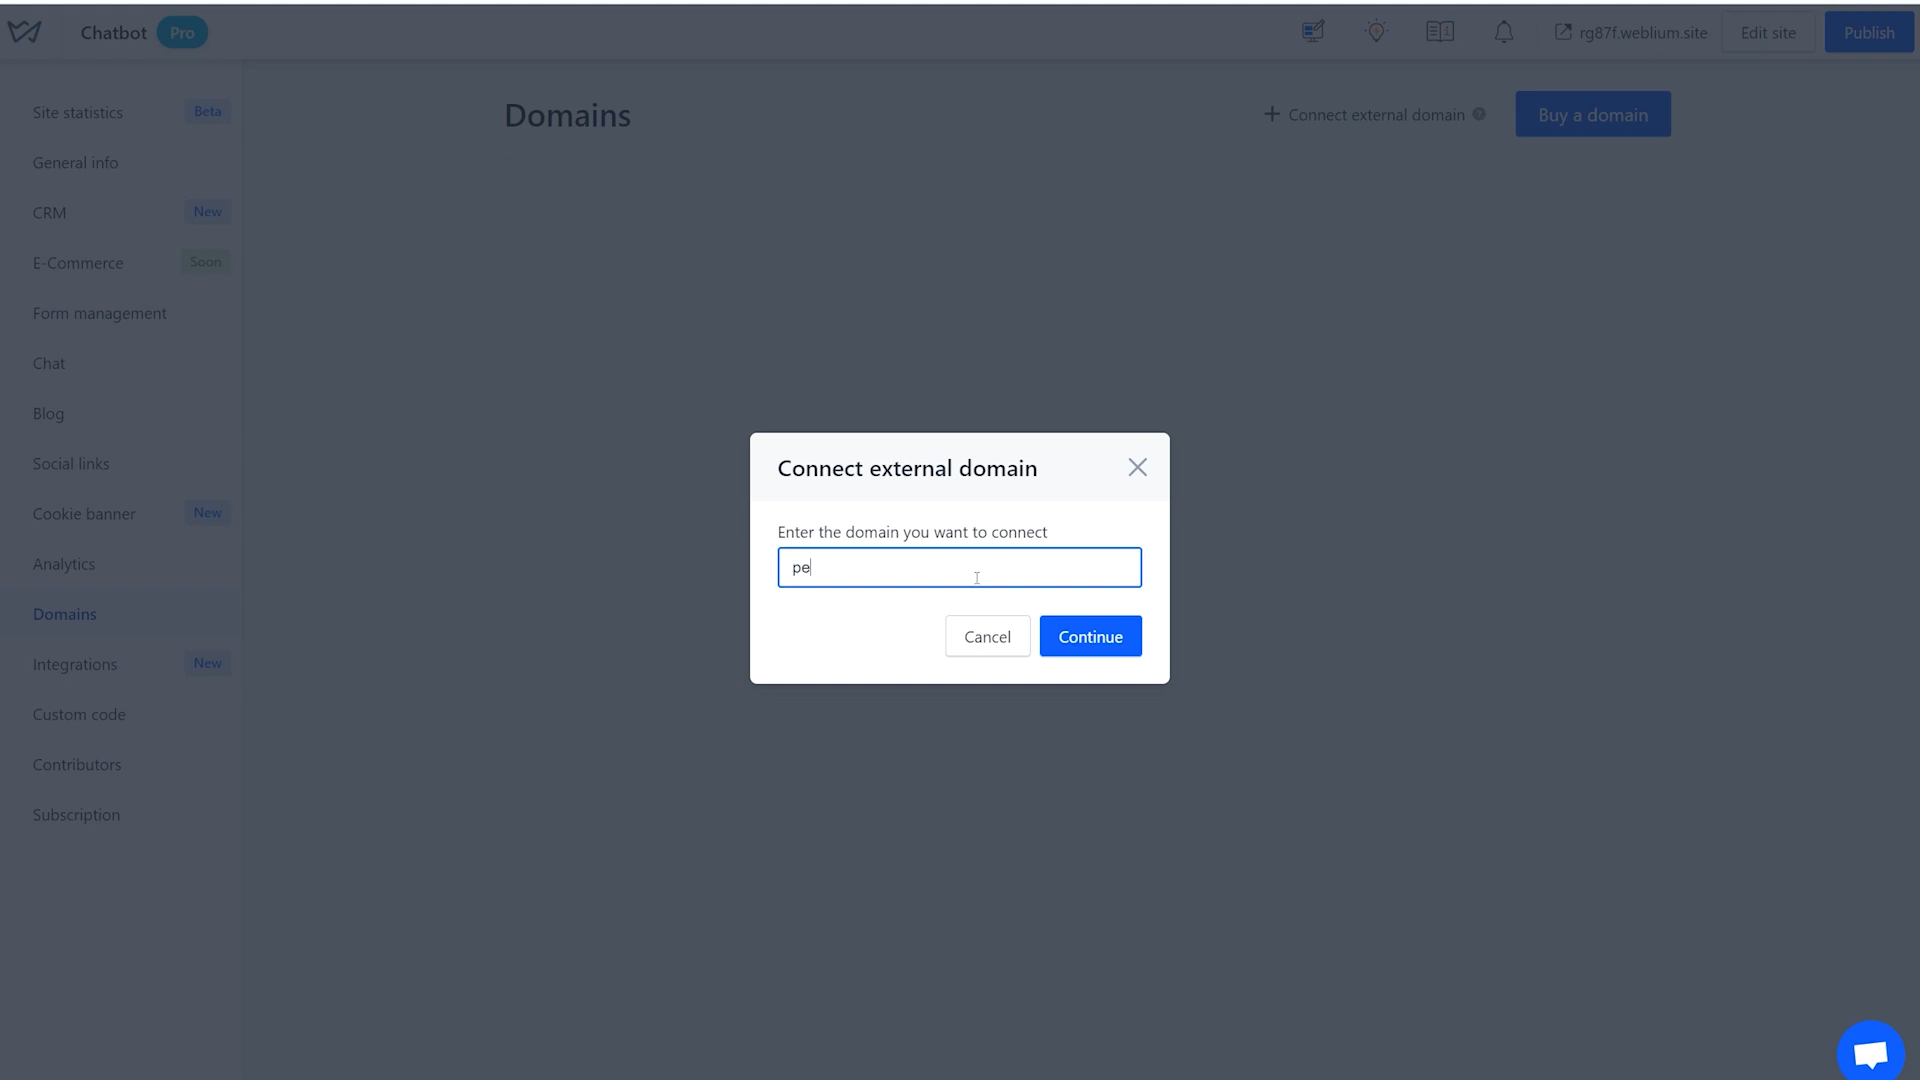 Chatbot Pro
rg87f.weblium.site Edit site Publish
Site statistics Beta
General info
CRM New
E-Commerce Soon
Form management
Chat
Blog
Social links
Cookie banner New
Analytics
Domains
Integrations New
Custom code
Contributors
Subscription
Domains
Connect external domain ? Buy a domain
Connect external domain
Enter the domain you want to connect
pe
Cancel Continue